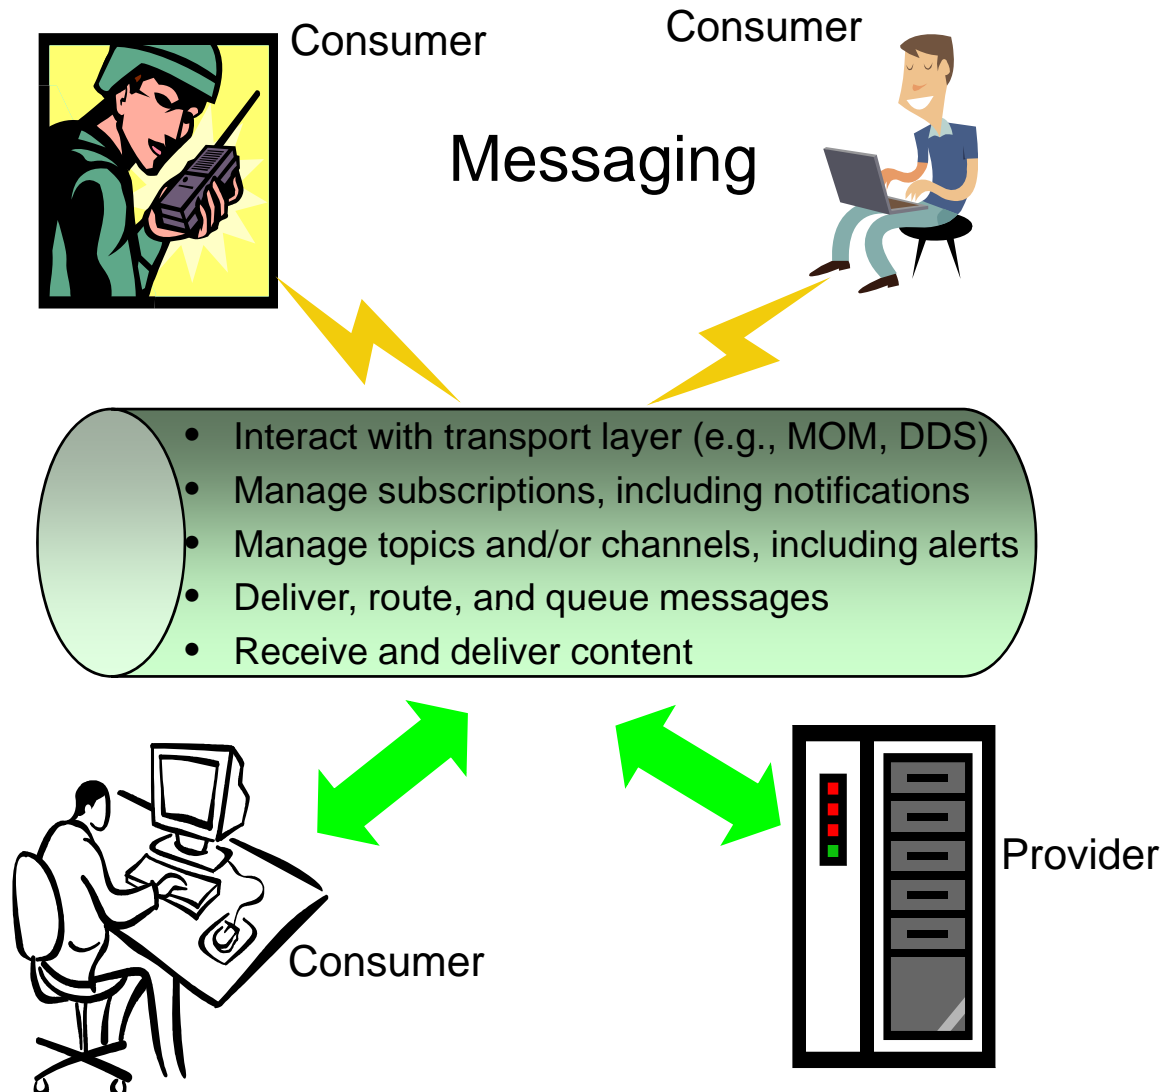 Consumer
Consumer
Messaging
• Interact with transport layer (e.g., MOM, DDS)
• Manage subscriptions, including notifications
• Manage topics and/or channels, including alerts
• Deliver, route, and queue messages
• Receive and deliver content
Provider
Consumer